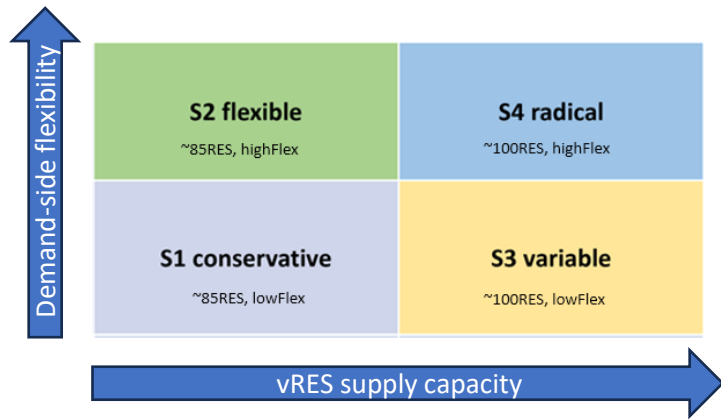 Demand-side flexibility
S2 flexible
~85RES, highFlex
S4 radical
~100RES, highFlex
S1 conservative
~85RES, lowFlex
S3 variable
~100RES, lowFlex
vRES supply capacity